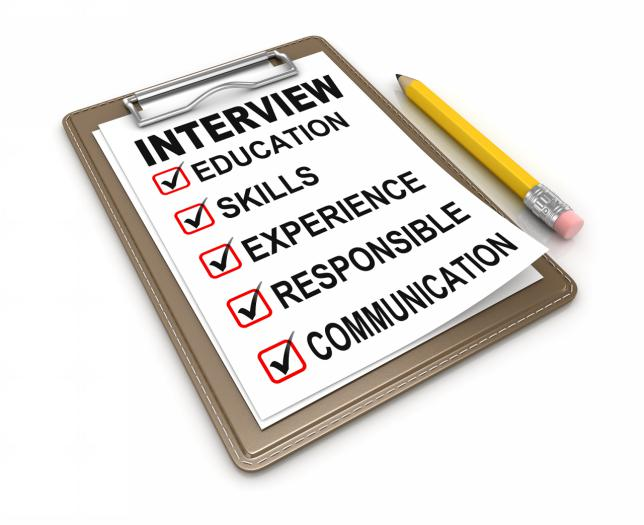 INTERVIEW
EDUCATION
SKILLS
EXPERIENCE
RESPONSIBLE
COMMUNICATION